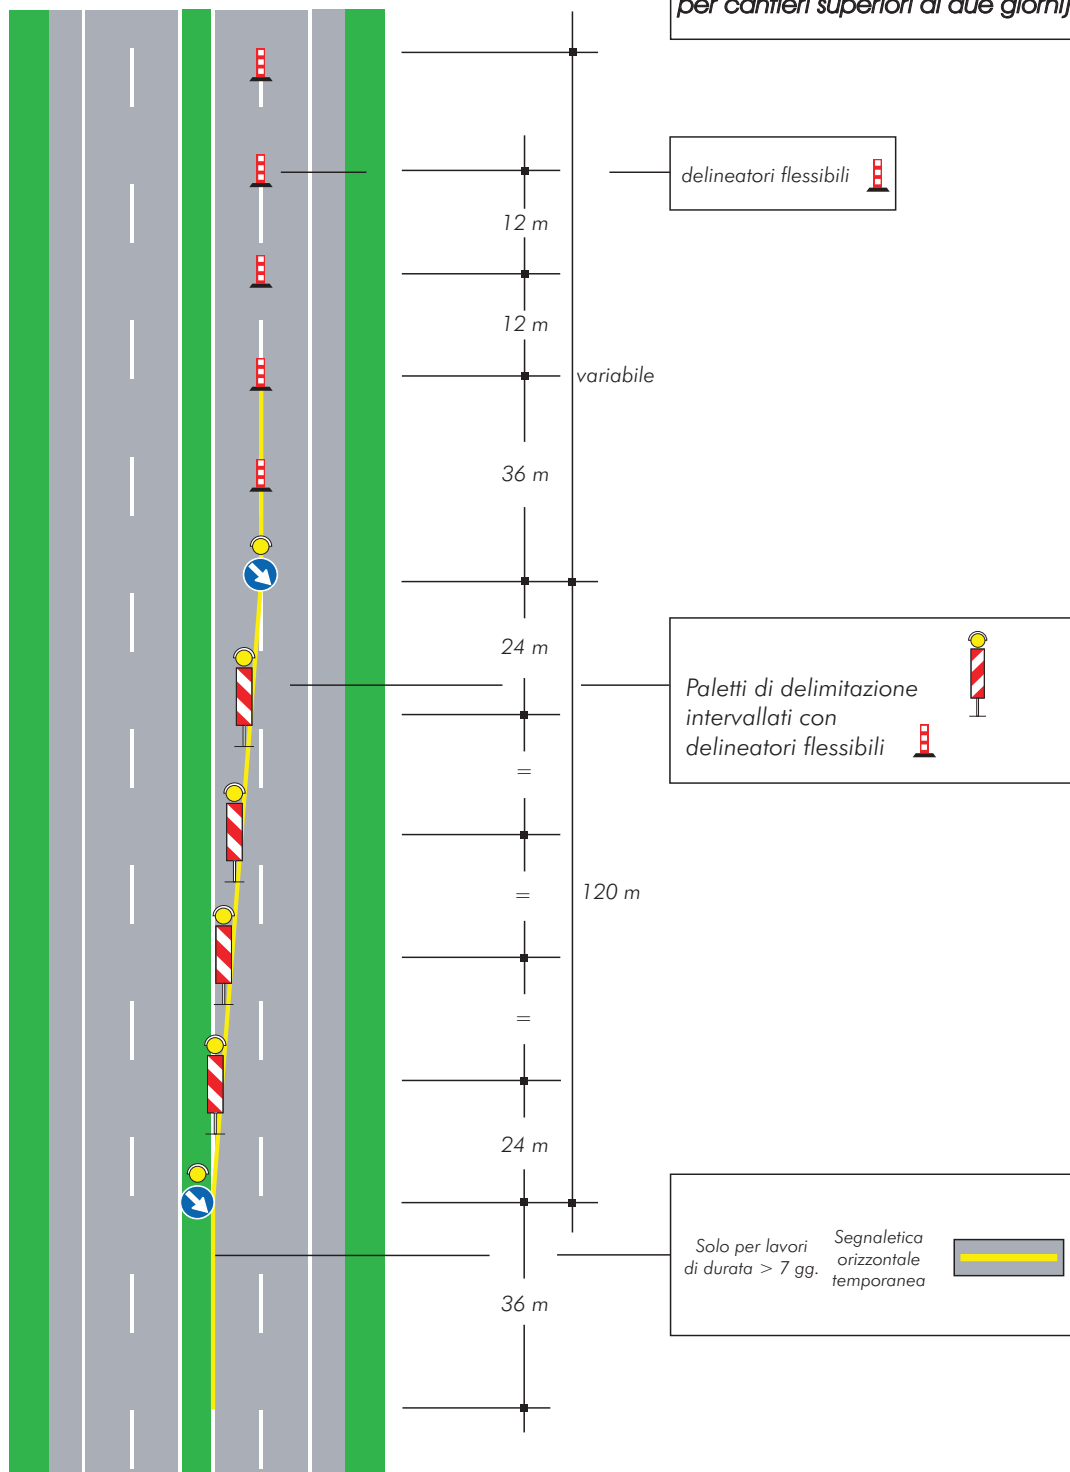 per cantieri superiori ai due giorni)
delineatori flessibili
12 m
12 m
variabile
36 m
24 m
Paletti di delimitazione
intervallati con
delineatori flessibili
=
=
120 m
=
24 m
Solo per lavori
di durata > 7 gg.
Segnaletica
orizzontale
temporanea
36 m